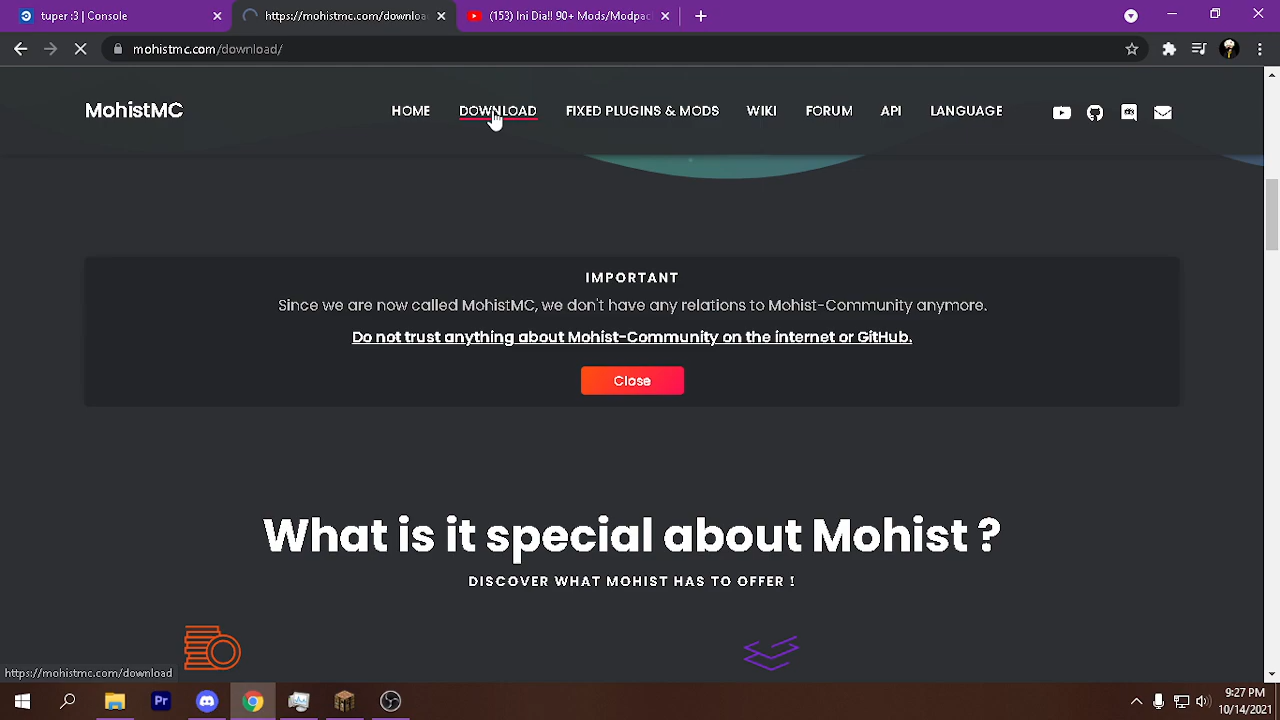 tuper :3 | Console
https://mohistmc.com/downloa
(153) Ini Dia!! 90+ Mods/Modpac
mohistmc.com/download/
MohistMC
HOME
DOWNLOAD
FIXED PLUGINS & MODS
WIKI
FORUM
API
LANGUAGE
IMPORTANT
Since we are now called MohistMC, we don't have any relations to Mohist-Community anymore.
Do not trust anything about Mohist-Community on the internet or GitHub.
Close
What is it special about Mohist ?
DISCOVER WHAT MOHIST HAS TO OFFER !
https://mohistmc.com/download
Pr
9:27 PM
10/14/2021